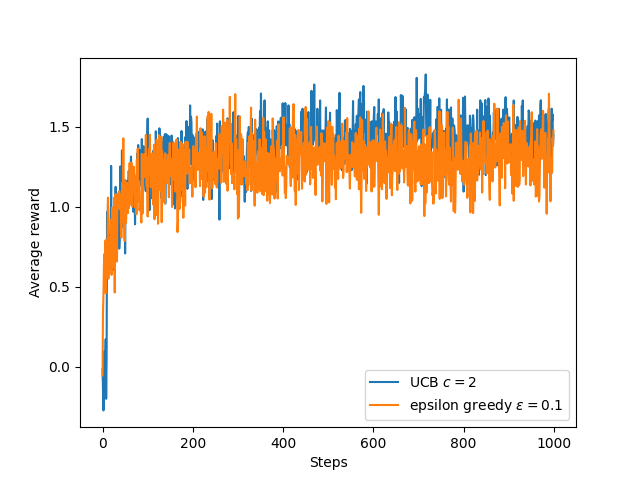 1.5
1.0
0.5
0.0
Average reward
0 200 400 600 800 1000
Steps
UCB c = 2
epsilon greedy ε = 0.1